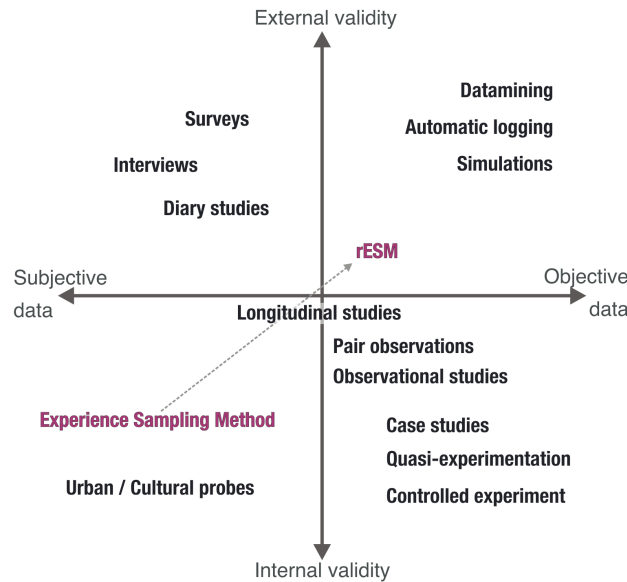 External validity
Datamining
Surveys
Automatic logging
Interviews
Simulations
Diary studies
rESM
Subjective
data
Objective
data
Longitudinal studies
Pair observations
Observational studies
Experience Sampling Method
Case studies
Quasi-experimentation
Urban / Cultural probes
Controlled experiment
Internal validity